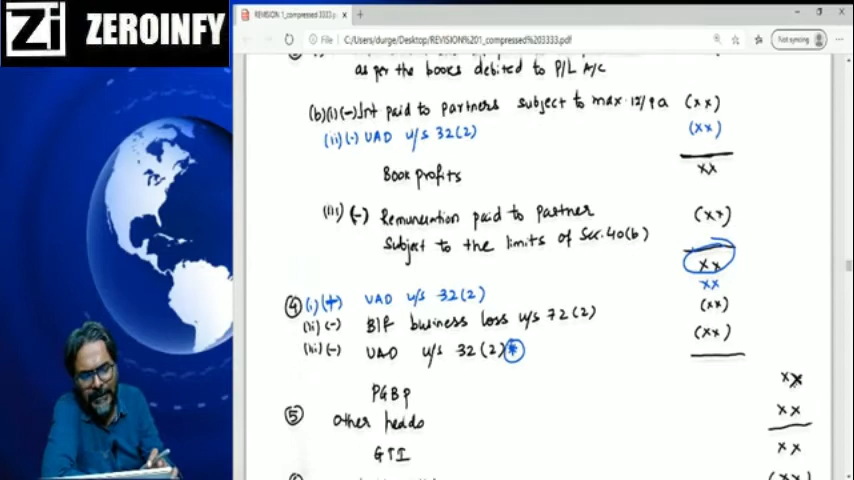 Zi ZEROINFY
REVISION 1_compressed 3333.pdf
File | C:/Users/durge/Desktop/REVISION%201_compressed%203333.pdf
Not syncing
as per the books debited to P/L A/C
(b)(i) (-) Int paid to partners subject to max. 12% p.a (xx)
(ii) (-) UAD u/s 32(2) (xx)
Book profits xx
(iii) (-) Remuneration paid to partner (xx)
Subject to the limits of Sec. 40(b)
xx
④ (i) (+) UAD u/s 32(2) xx
(ii) (-) B/F business loss u/s 72(2) (xx)
(iii) (-) UAD u/s 32(2) * (xx)
PGBP xx
⑤ Other heads xx
GTI xx
(xx)